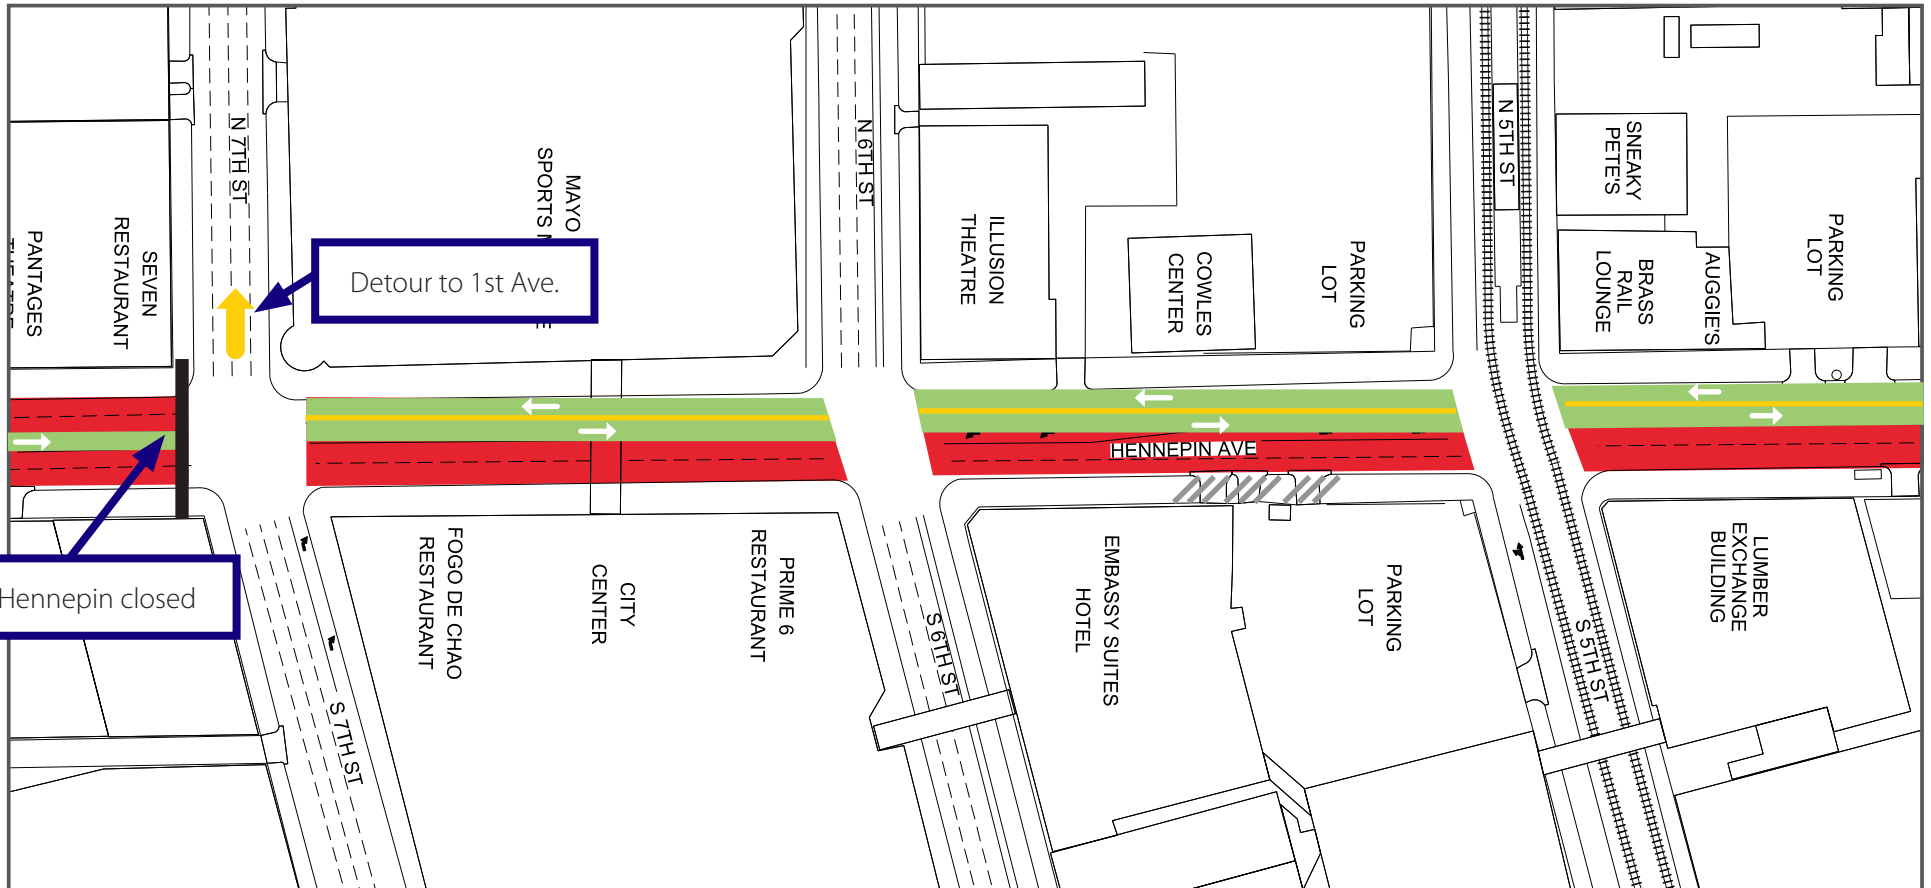 N 7TH ST
N 6TH ST
N 5TH ST
SNEAKY
PETE'S
MAYO
SPORTS
ILLUSION
THEATRE
COWLES
CENTER
PARKING
LOT
BRASS
RAIL
LOUNGE
AUGGIE'S
PARKING
LOT
PANTAGES
SEVEN
RESTAURANT
Detour to 1st Ave.
HENNEPIN AVE
Hennepin closed
FOGO DE CHAO
RESTAURANT
CITY
CENTER
PRIME 6
RESTAURANT
EMBASSY SUITES
HOTEL
PARKING
LOT
LUMBER
EXCHANGE
BUILDING
S 7TH ST
S 6TH ST
S 5TH ST